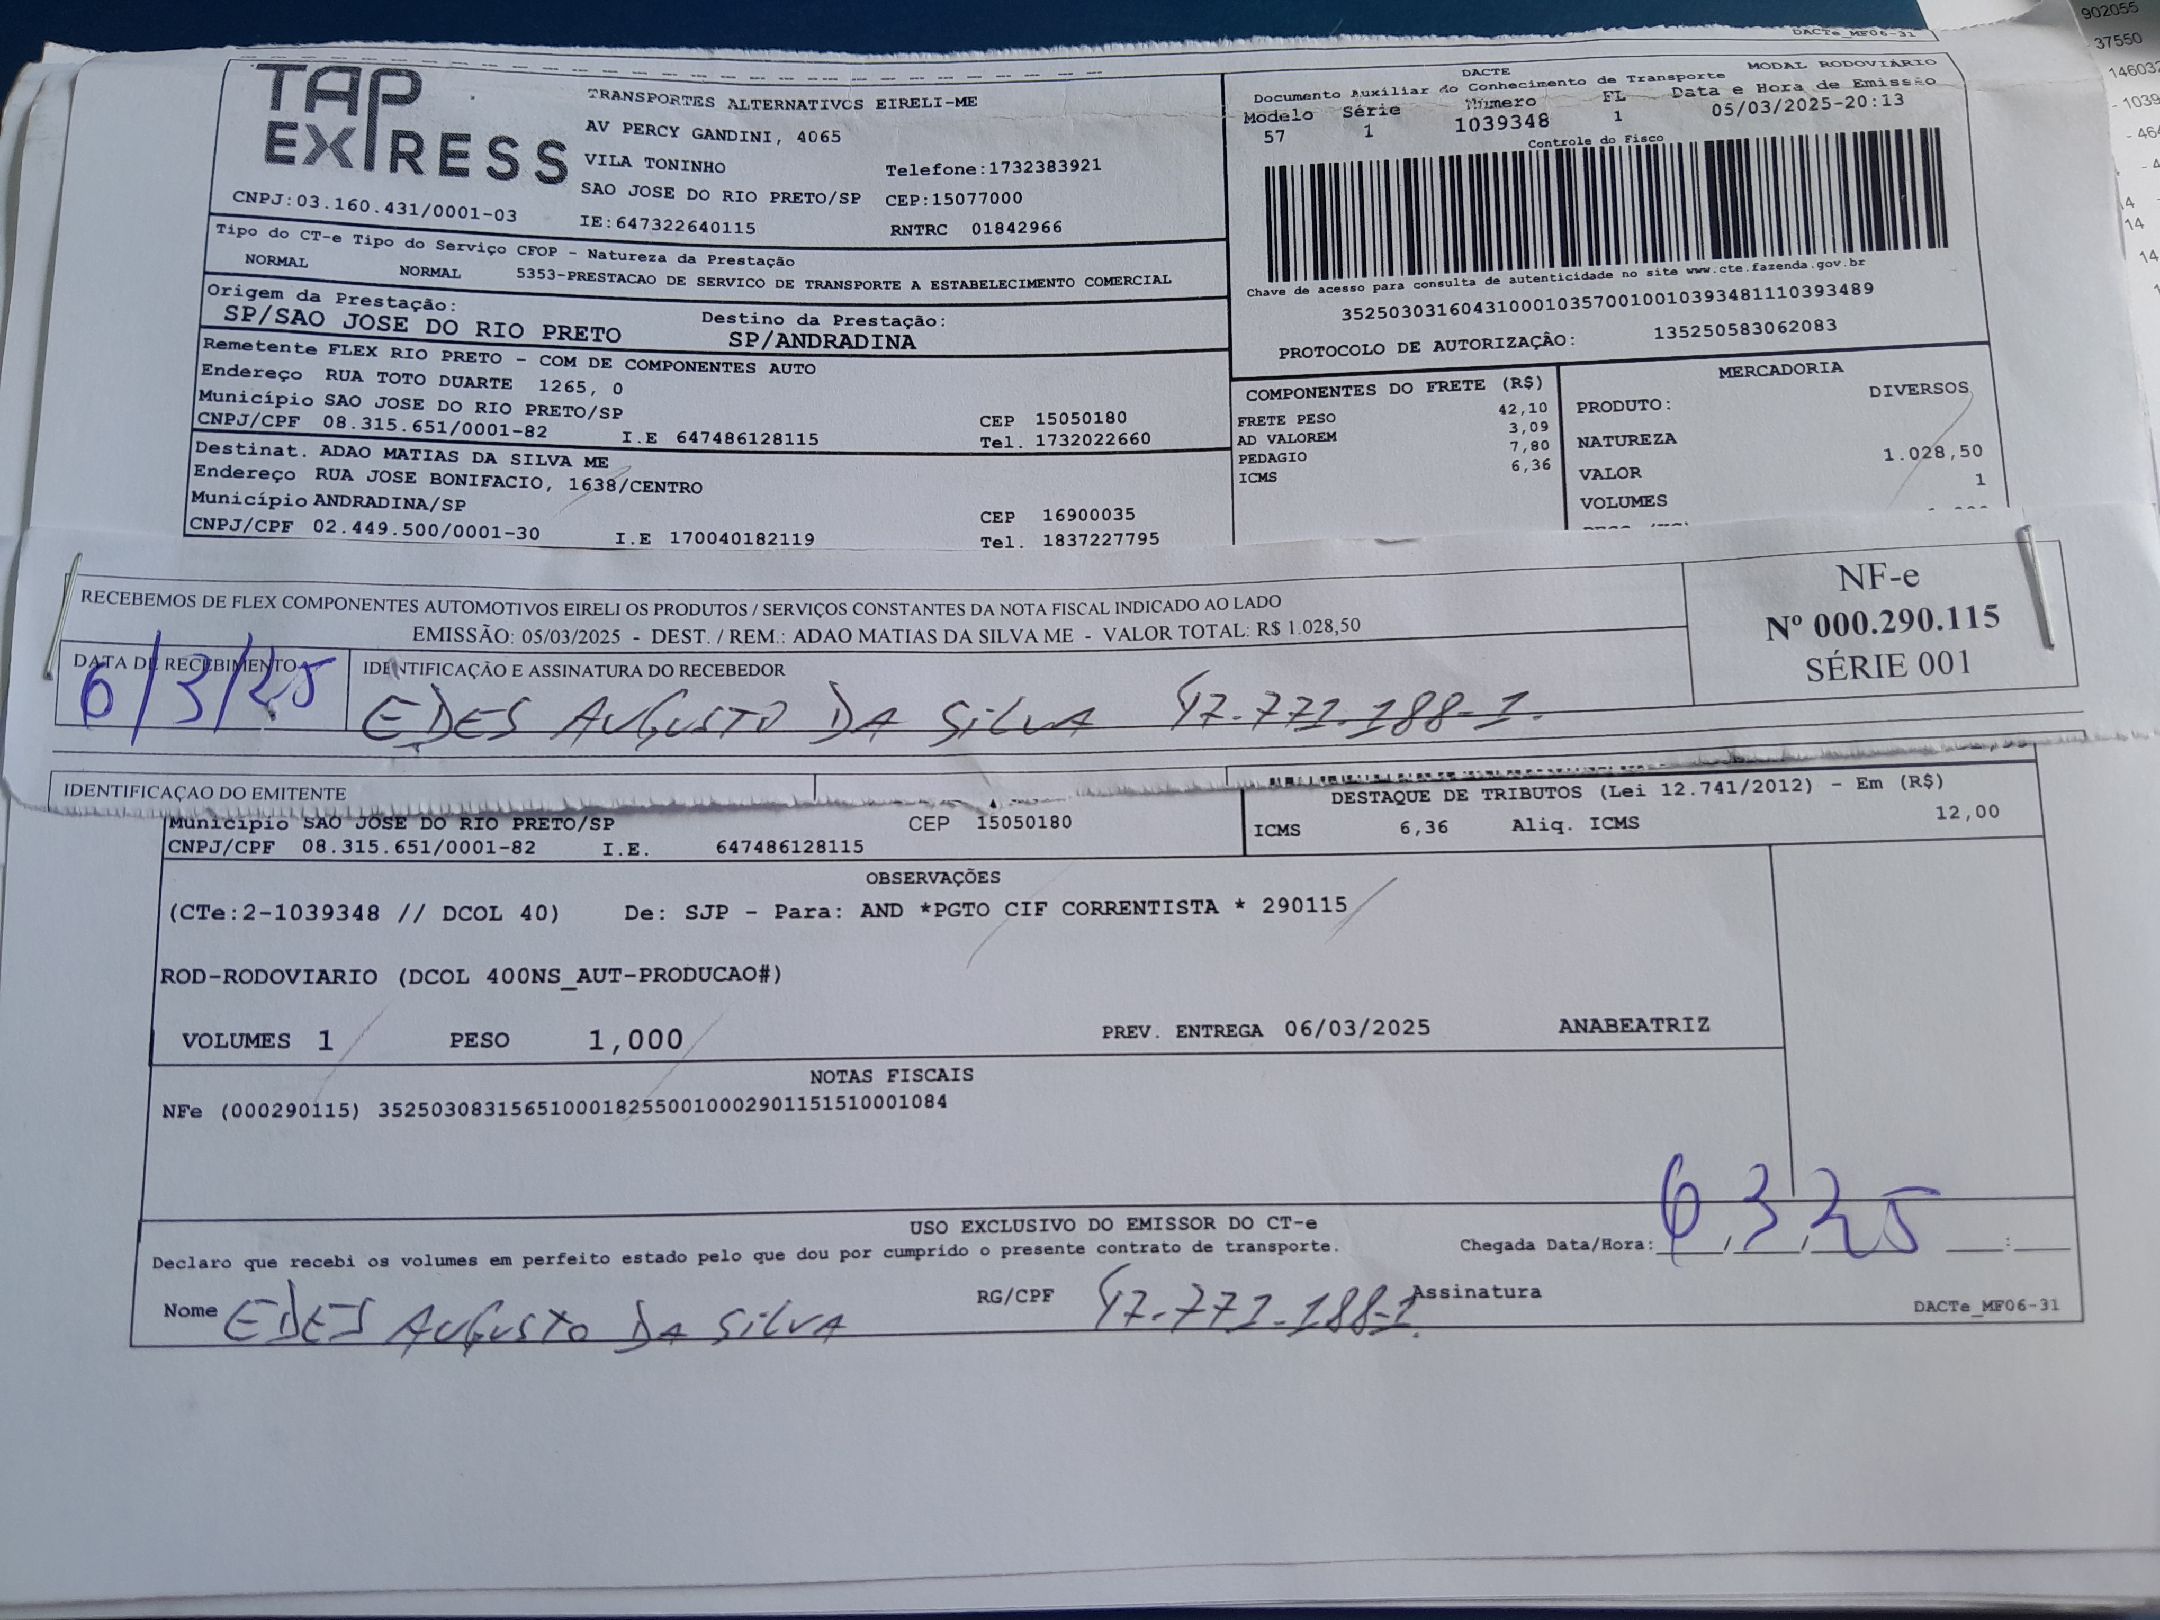 DACTe_MF06-31
902055
37550
TAP
EXPRESS
TRANSPORTES ALTERNATIVOS EIRELI-ME
AV PERCY GANDINI, 4065
VILA TONINHO Telefone:1732383921
SAO JOSE DO RIO PRETO/SP CEP:15077000
CNPJ:03.160.431/0001-03 IE:647322640115 RNTRC 01842966
DACTE MODAL RODOVIÁRIO
Documento Auxiliar do Conhecimento de Transporte
Modelo Série Número FL Data e Hora de Emissão
57 1 1039348 1 05/03/2025-20:13
Controle do Fisco
Chave de acesso para consulta de autenticidade no site www.cte.fazenda.gov.br
35250303160431000103570010010393481110393489
PROTOCOLO DE AUTORIZAÇÃO: 135250583062083
Tipo do CT-e Tipo do Serviço CFOP - Natureza da Prestação
NORMAL NORMAL 5353-PRESTACAO DE SERVICO DE TRANSPORTE A ESTABELECIMENTO COMERCIAL
Origem da Prestação: Destino da Prestação:
SP/SAO JOSE DO RIO PRETO SP/ANDRADINA
Remetente FLEX RIO PRETO - COM DE COMPONENTES AUTO
Endereço RUA TOTO DUARTE 1265, 0
Município SAO JOSE DO RIO PRETO/SP CEP 15050180
CNPJ/CPF 08.315.651/0001-82 I.E 647486128115 Tel. 1732022660
Destinat. ADAO MATIAS DA SILVA ME
Endereço RUA JOSE BONIFACIO, 1638/CENTRO
Município ANDRADINA/SP CEP 16900035
CNPJ/CPF 02.449.500/0001-30 I.E 170040182119 Tel. 1837227795
COMPONENTES DO FRETE (R$)
FRETE PESO 42,10
AD VALOREM 3,09
PEDAGIO 7,80
ICMS 6,36
MERCADORIA
PRODUTO: DIVERSOS
NATUREZA
VALOR 1.028,50
VOLUMES 1
RECEBEMOS DE FLEX COMPONENTES AUTOMOTIVOS EIRELI OS PRODUTOS / SERVIÇOS CONSTANTES DA NOTA FISCAL INDICADO AO LADO
EMISSÃO: 05/03/2025 - DEST. / REM.: ADAO MATIAS DA SILVA ME - VALOR TOTAL: R$ 1.028,50
DATA DE RECEBIMENTO IDENTIFICAÇÃO E ASSINATURA DO RECEBEDOR
6/3/25 EDES AUGUSTO DA SILVA 47.771.188-1
NF-e
Nº 000.290.115
SÉRIE 001
IDENTIFICAÇÃO DO EMITENTE
Município SAO JOSE DO RIO PRETO/SP CEP 15050180
CNPJ/CPF 08.315.651/0001-82 I.E. 647486128115
DESTAQUE DE TRIBUTOS (Lei 12.741/2012) - Em (R$)
ICMS 6,36 Aliq. ICMS 12,00
OBSERVAÇÕES
(CTe:2-1039348 // DCOL 40) De: SJP - Para: AND *PGTO CIF CORRENTISTA * 290115
ROD-RODOVIARIO (DCOL 400NS_AUT-PRODUCAO#)
VOLUMES 1 PESO 1,000 PREV. ENTREGA 06/03/2025 ANABEATRIZ
NOTAS FISCAIS
NFe (000290115) 35250308315651000182550010002901151510001084
USO EXCLUSIVO DO EMISSOR DO CT-e
Declaro que recebi os volumes em perfeito estado pelo que dou por cumprido o presente contrato de transporte. Chegada Data/Hora: 6/3/25 :
Nome EDES AUGUSTO DA SILVA RG/CPF 47.771.188-1 Assinatura
DACTe_MF06-31